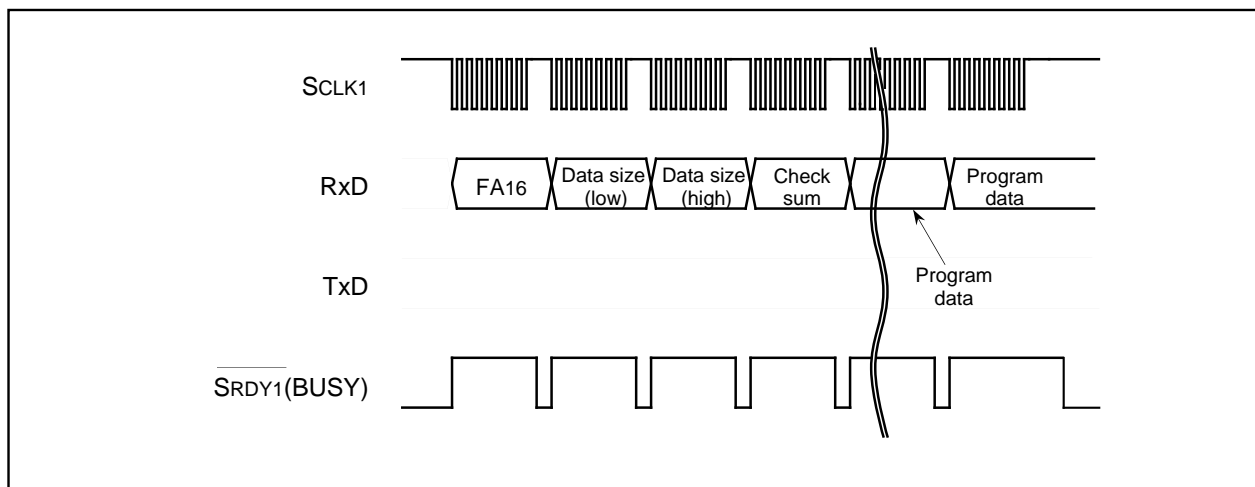 SCLK1
RxD
FA16
Data size
(low)
Data size
(high)
Check
sum
Program
data
Program
data
TxD
SRDY1(BUSY)